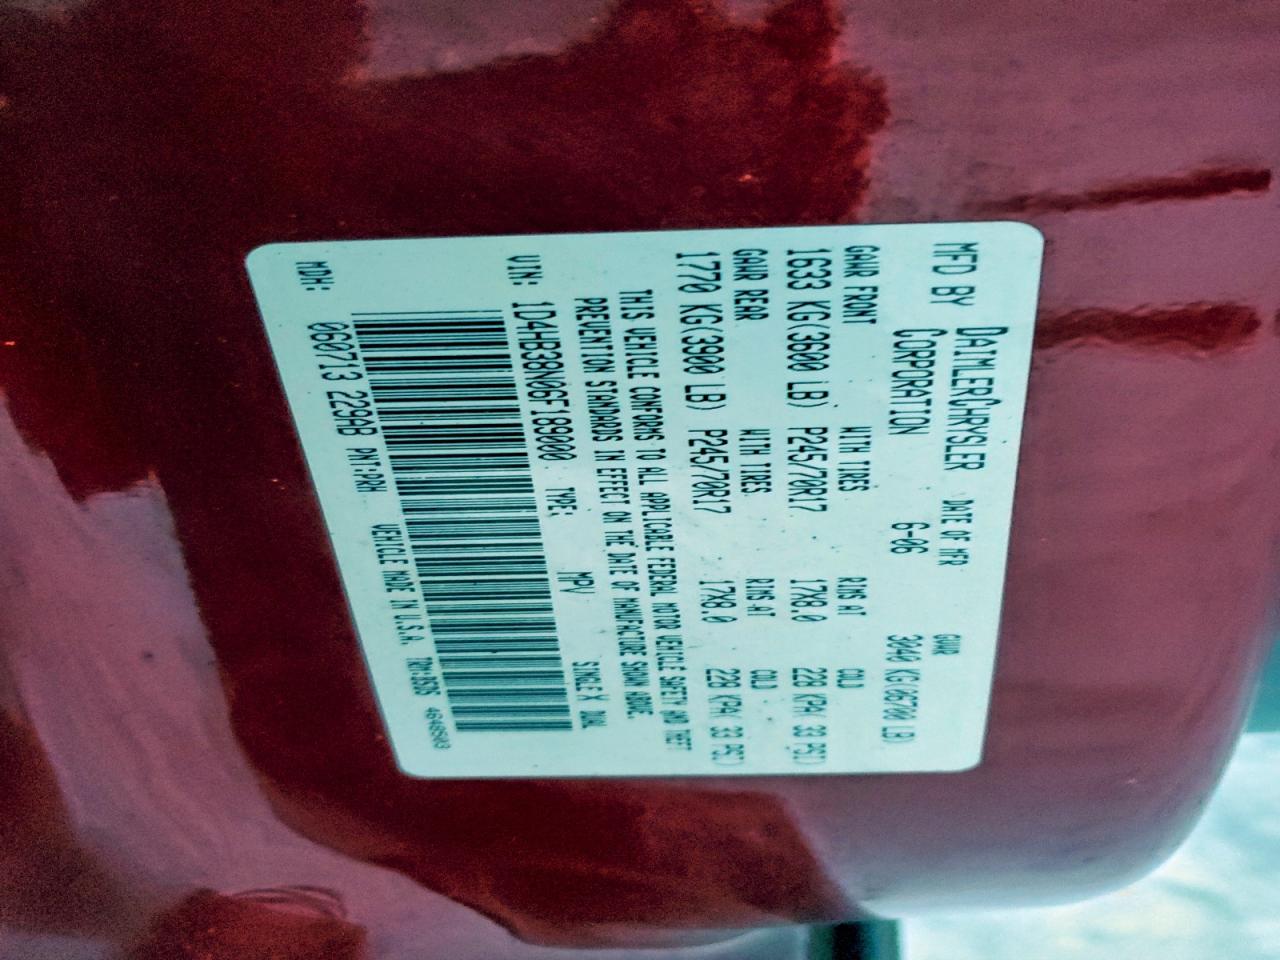 MFD BY DAIMLERCHRYSLER CORPORATION DATE OF MFR 6-06 GVWR 3040 KG(06700 LB)
GAWR FRONT WITH TIRES RIMS AT COLD
1633 KG(3600 LB) P245/70R17 17X8.0 228 KPA( 33 PSI)
GAWR REAR WITH TIRES RIMS AT COLD
1770 KG(3900 LB) P245/70R17 17X8.0 228 KPA( 33 PSI)
THIS VEHICLE CONFORMS TO ALL APPLICABLE FEDERAL MOTOR VEHICLE SAFETY AND THEFT
PREVENTION STANDARDS IN EFFECT ON THE DATE OF MANUFACTURE SHOWN ABOVE.
VIN: 1D4HB38N06F189000 TYPE: MPV SINGLE X DUAL
MDH: 060713 229AB PNT:PRH VEHICLE MADE IN U.S.A